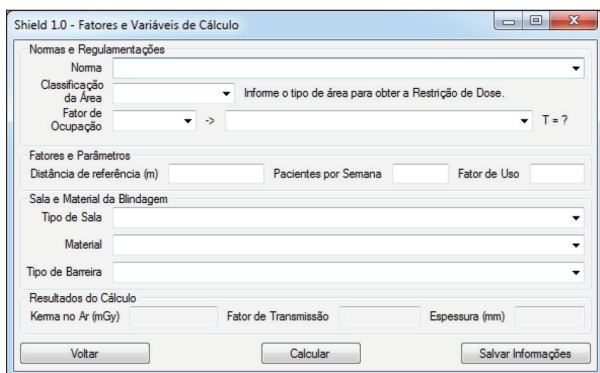 Shield 1.0 - Fatores e Variáveis de Cálculo
Normas e Regulamentações
Norma
Classificação
da Área
Informe o tipo de área para obter a Restrição de Dose.
Fator de
Ocupação
->
T = ?
Fatores e Parâmetros
Distância de referência (m)
Pacientes por Semana
Fator de Uso
Sala e Material da Blindagem
Tipo de Sala
Material
Tipo de Barreira
Resultados do Cálculo
Kerma no Ar (mGy)
Fator de Transmissão
Espessura (mm)
Voltar
Calcular
Salvar Informações